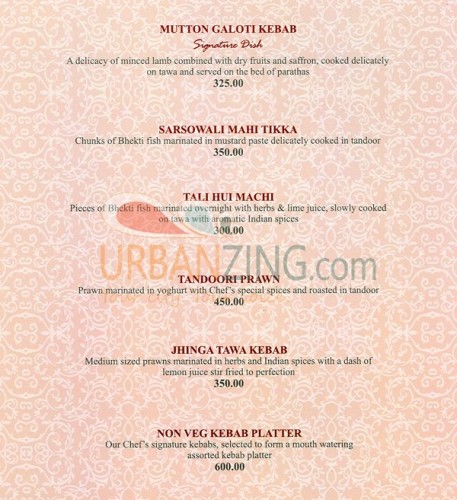 MUTTON GALOTI KEBAB
Signature Dish
A delicacy of minced lamb combined with dry fruits and saffron, cooked delicately
on tawa and served on the bed of parathas
325.00
SARSOWALI MAHI TIKKA
Chunks of Bhekti fish marinated in mustard paste delicately cooked in tandoor
350.00
TALI HUI MACHI
Pieces of Bhekti fish marinated overnight with herbs & lime juice, slowly cooked
on tawa with aromatic Indian spices
300.00
URBANZING.com
TANDOORI PRAWN
Prawn marinated in yoghurt with Chef's special spices and roasted in tandoor
450.00
JHINGA TAWA KEBAB
Medium sized prawns marinated in herbs and Indian spices with a dash of
lemon juice stir fried to perfection
350.00
NON VEG KEBAB PLATTER
Our Chef's signature kebabs, selected to form a mouth watering
assorted kebab platter
600.00